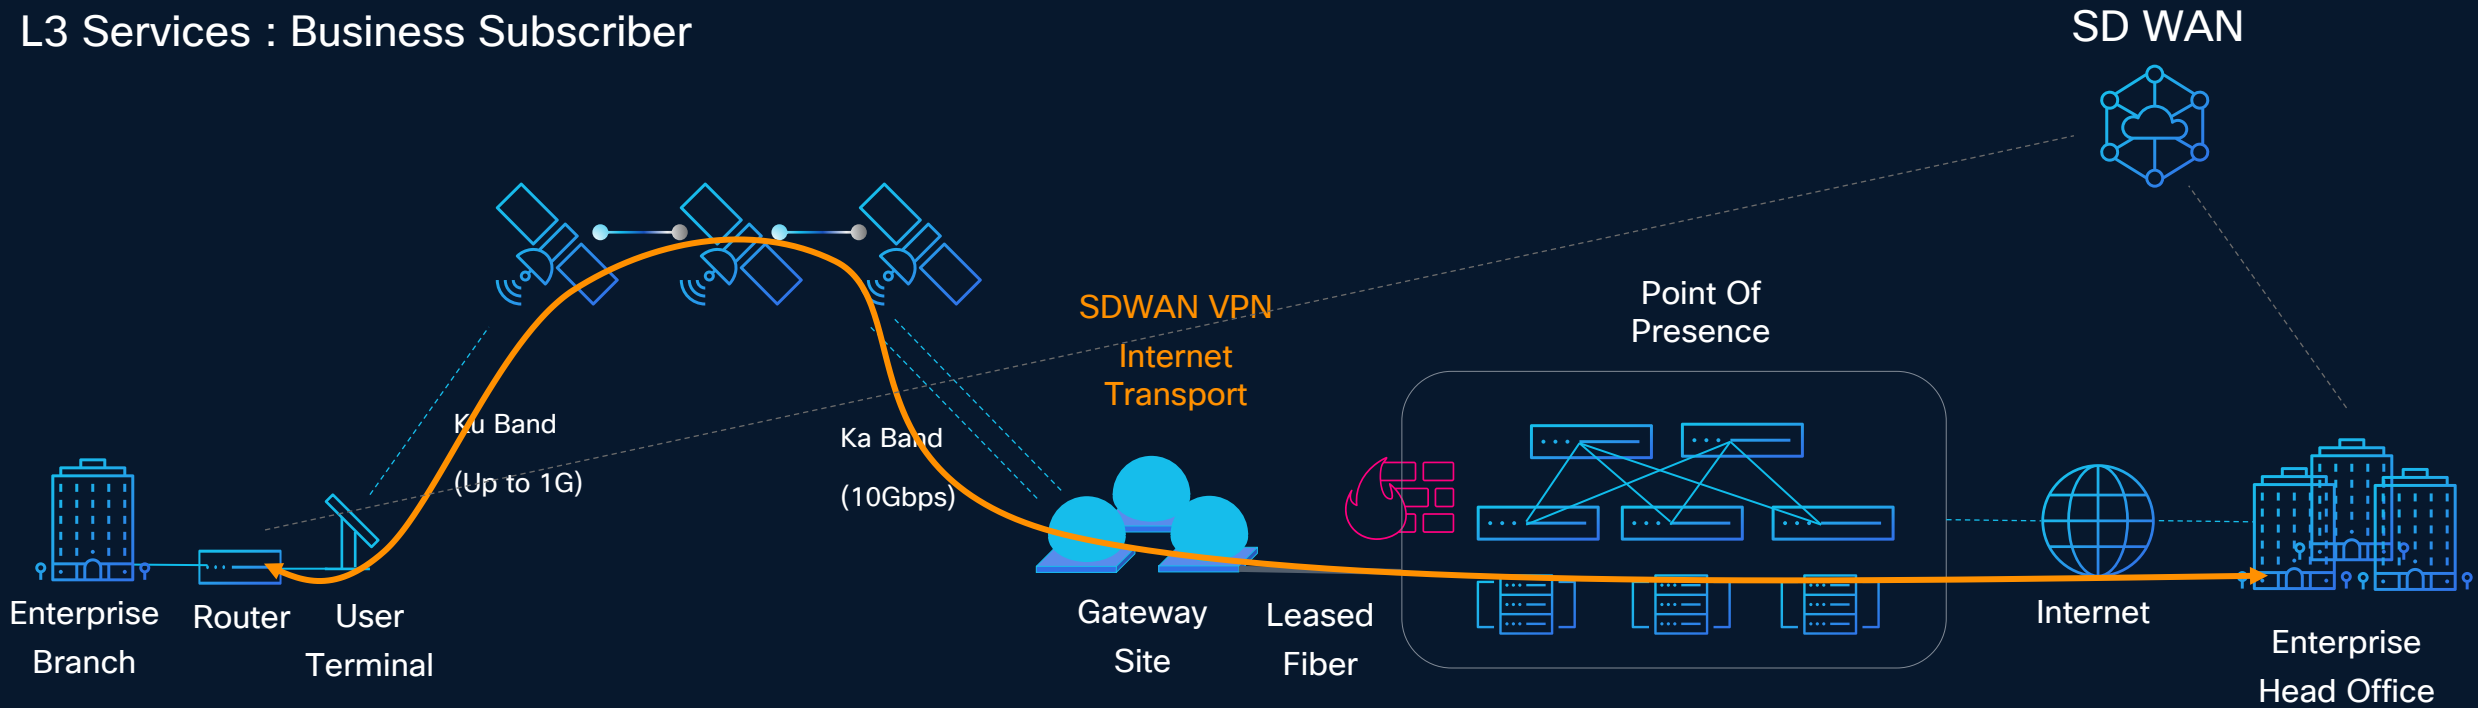 L3 Services : Business Subscriber
SD WAN
SDWAN VPN
Internet
Transport
Point Of
Presence
Ku Band
(Up to 1G)
Ka Band
(10Gbps)
Enterprise
Branch
Router
User
Terminal
Gateway
Site
Leased
Fiber
Internet
Enterprise
Head Office